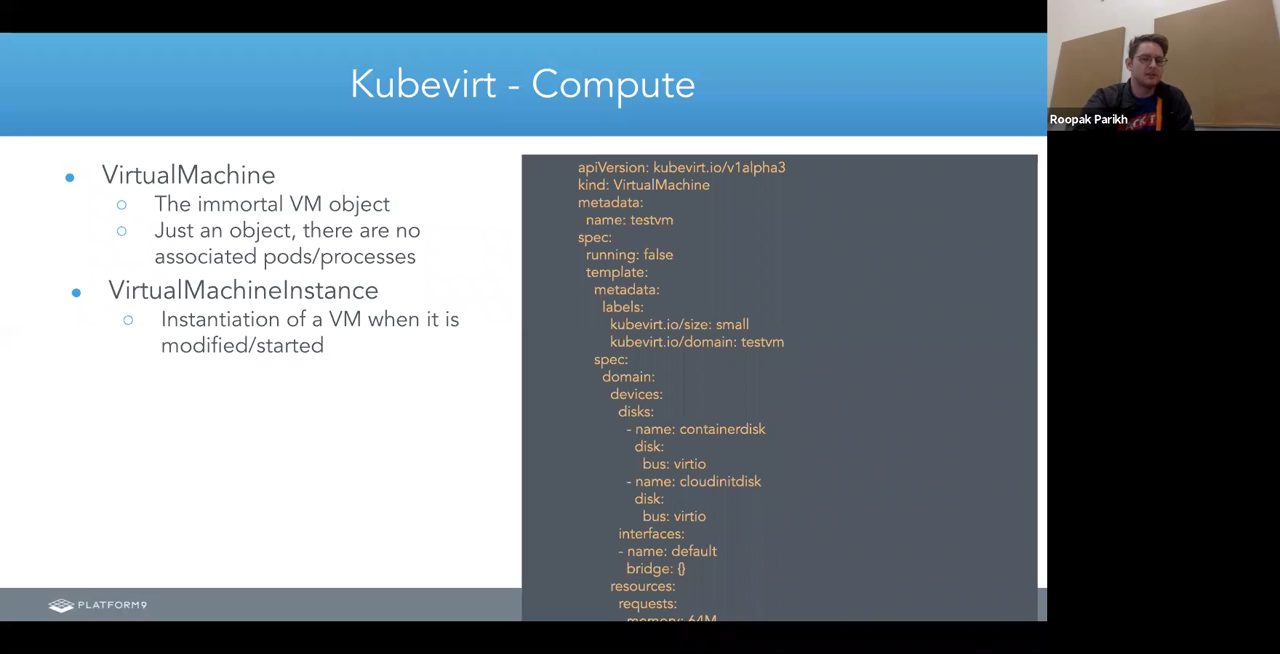 Kubevirt - Compute
Roopak Parikh
VirtualMachine
The immortal VM object
Just an object, there are no
associated pods/processes
VirtualMachineInstance
Instantiation of a VM when it is
modified/started
apiVersion: kubevirt.io/v1alpha3
kind: VirtualMachine
metadata:
name: testvm
spec:
running: false
template:
metadata:
labels:
kubevirt.io/size: small
kubevirt.io/domain: testvm
spec:
domain:
devices:
disks:
- name: containerdisk
disk:
bus: virtio
- name: cloudinitdisk
disk:
bus: virtio
interfaces:
- name: default
bridge: {}
resources:
requests:
memory: 64M
PLATFORM9